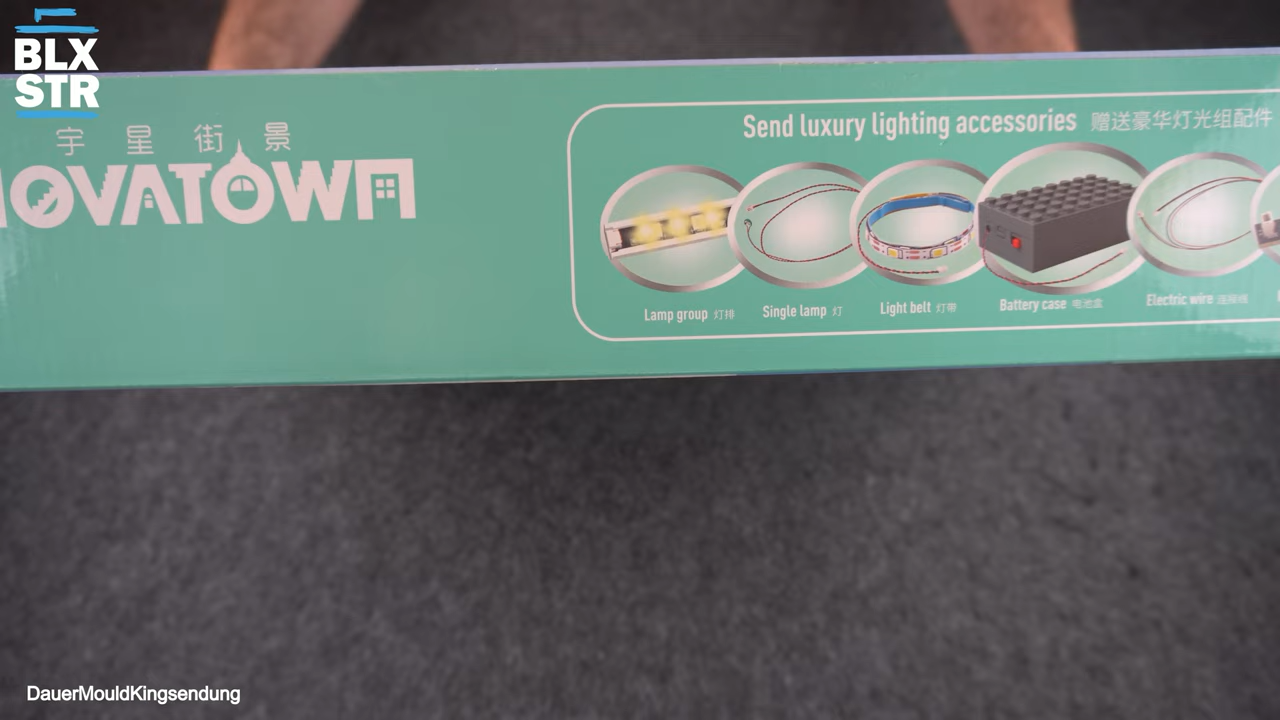 BLX
STR
宇星街景
NOVATOWN
Send luxury lighting accessories 赠送豪华灯光组配件
Lamp group 灯排
Single lamp 灯
Light belt 灯带
Battery case 电池盒
Electric wire 连接线
DauerMouldKingsendung